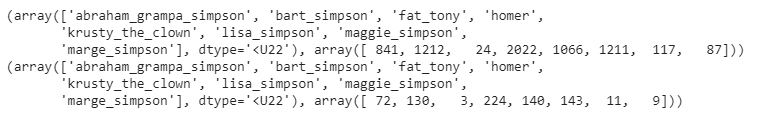 (array(['abraham_grampa_simpson', 'bart_simpson', 'fat_tony', 'homer',
'krusty_the_clown', 'lisa_simpson', 'maggie_simpson',
'marge_simpson'], dtype='<U22'), array([ 841, 1212,   24, 2022, 1066, 1211,  117,   87]))
(array(['abraham_grampa_simpson', 'bart_simpson', 'fat_tony', 'homer',
'krusty_the_clown', 'lisa_simpson', 'maggie_simpson',
'marge_simpson'], dtype='<U22'), array([ 72, 130,   3, 224, 140, 143,  11,   9]))